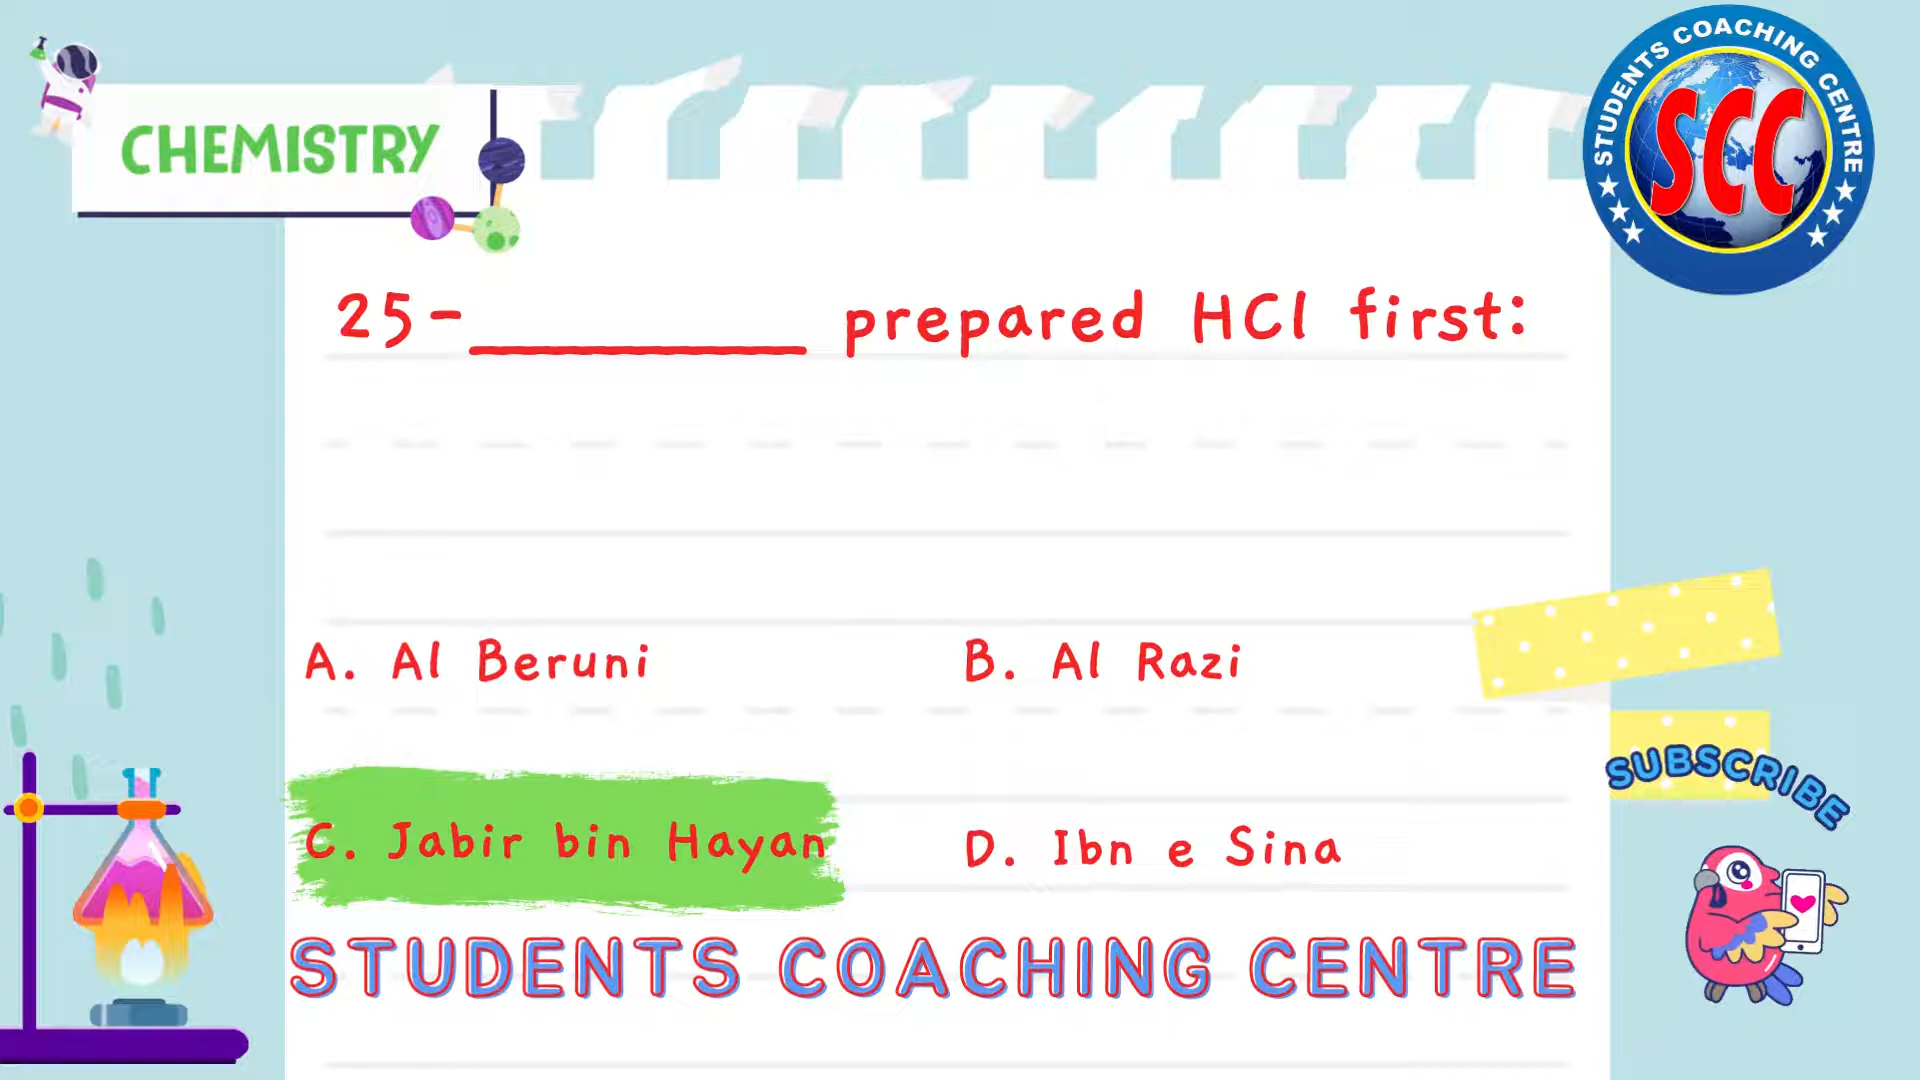 CHEMISTRY
STUDENTS COACHING CENTRE
SCC
25-__________ prepared HCl first:
A. Al Beruni
B. Al Razi
C. Jabir bin Hayan
D. Ibn e Sina
SUBSCRIBE
STUDENTS COACHING CENTRE